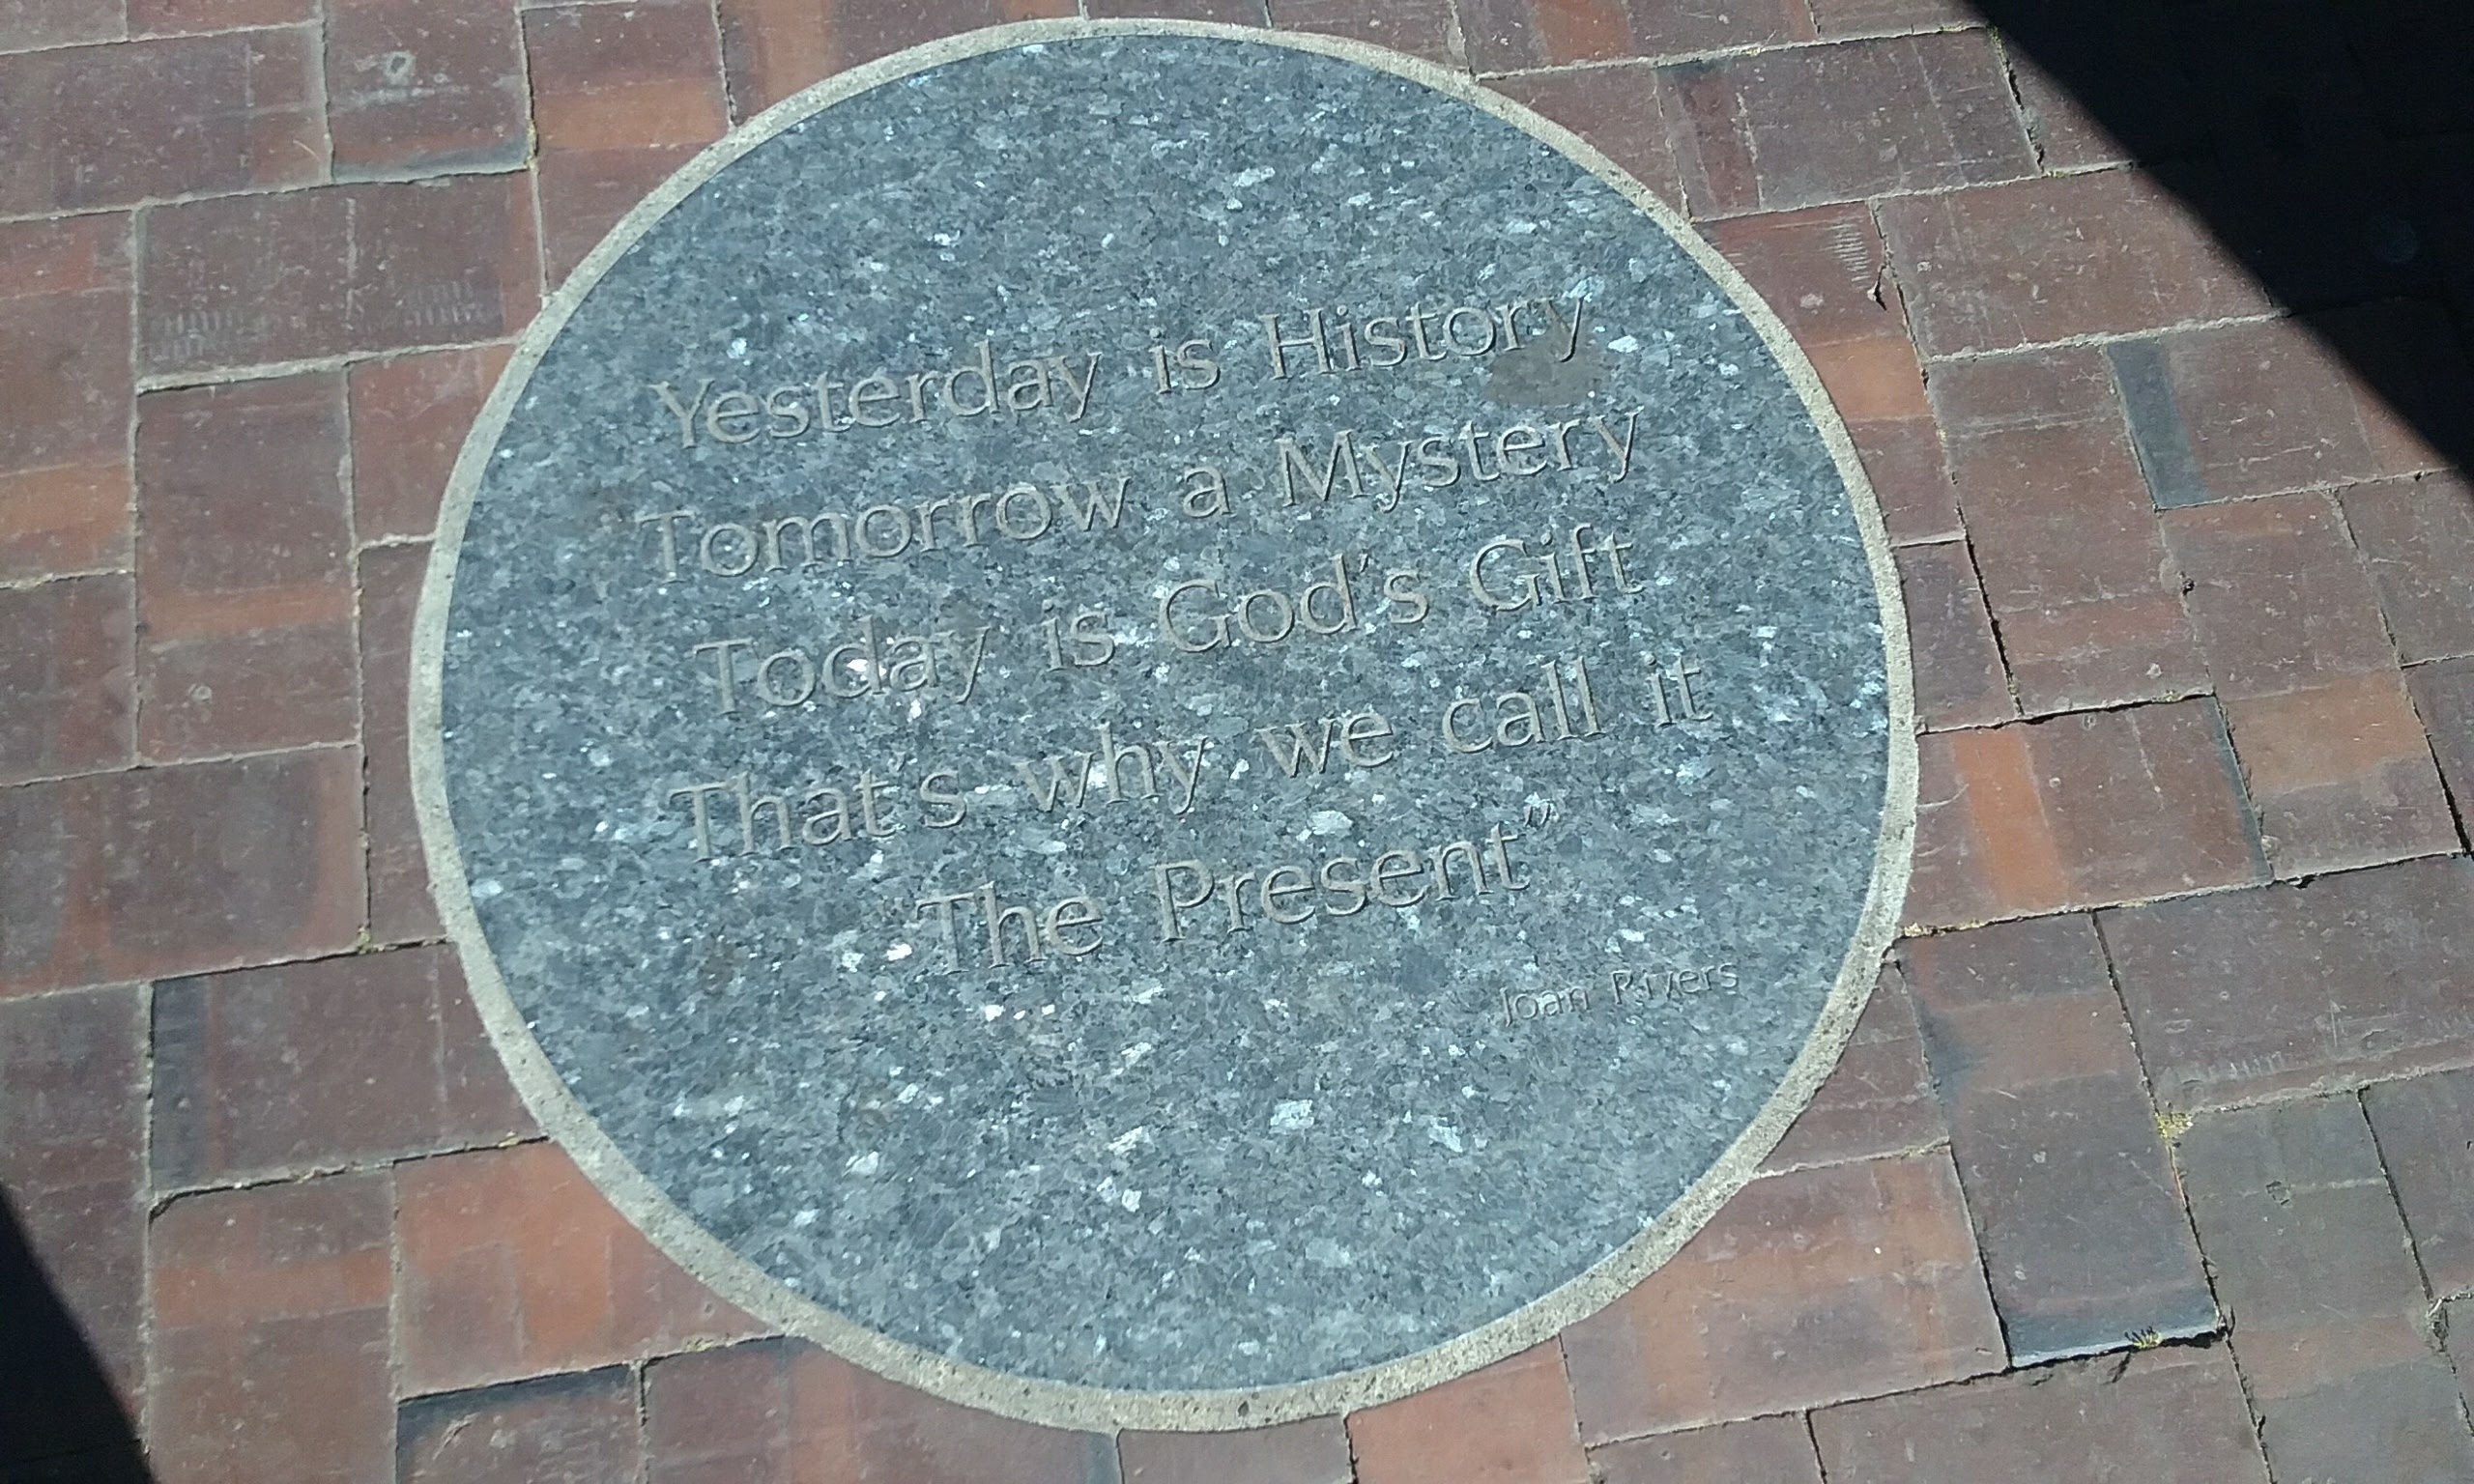 Yesterday is History
Tomorrow a Mystery
Today is God's Gift
That's why we call it
"The Present"
Joan Rivers